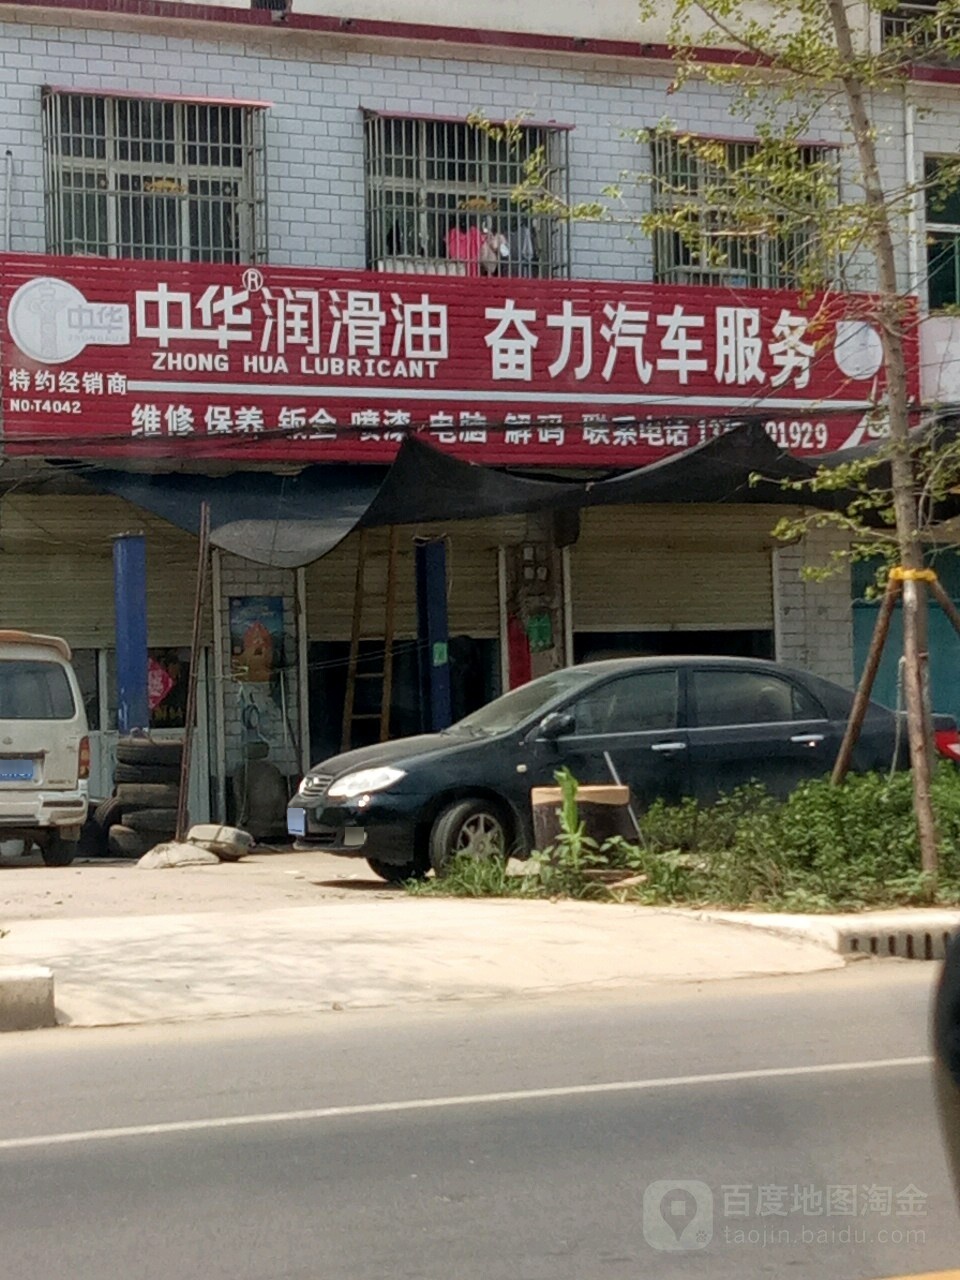 中华
中华®润滑油 奋力汽车服务
ZHONG HUA LUBRICANT
特约经销商
NO.T4042
维修 保养 钣金 喷漆 电脑 解码 联系电话
百度地图淘金
taojin.baidu.com